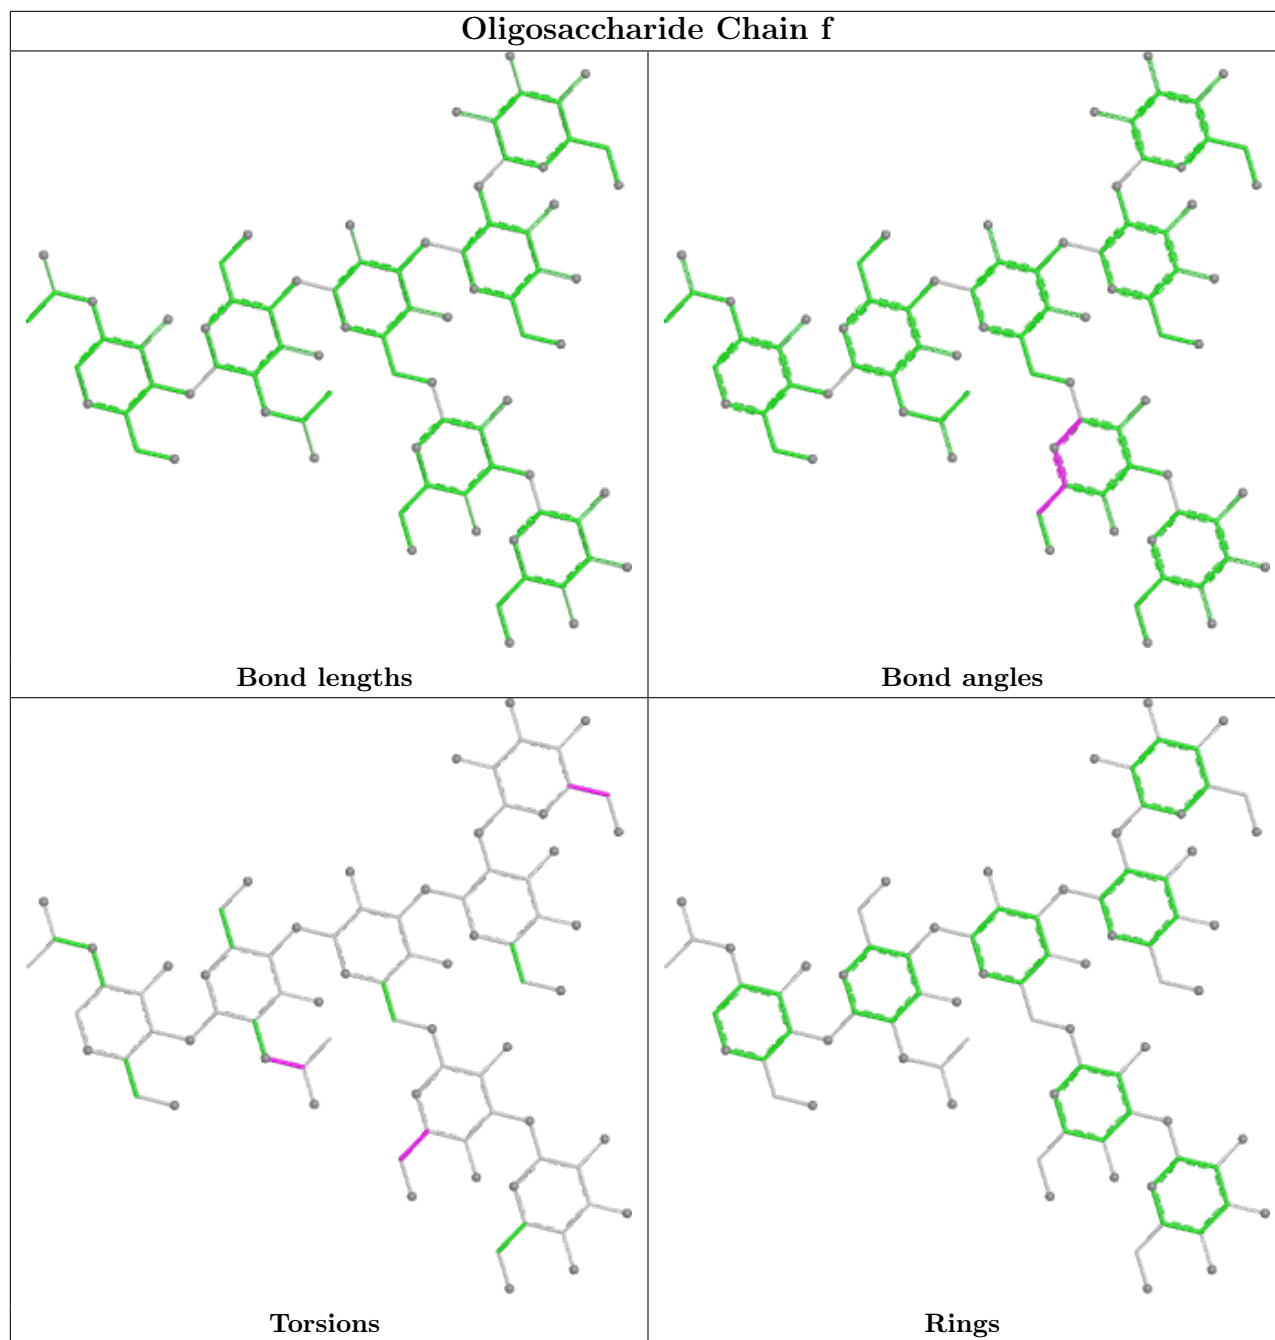 Oligosaccharide Chain f
Bond lengths
Bond angles
Torsions
Rings